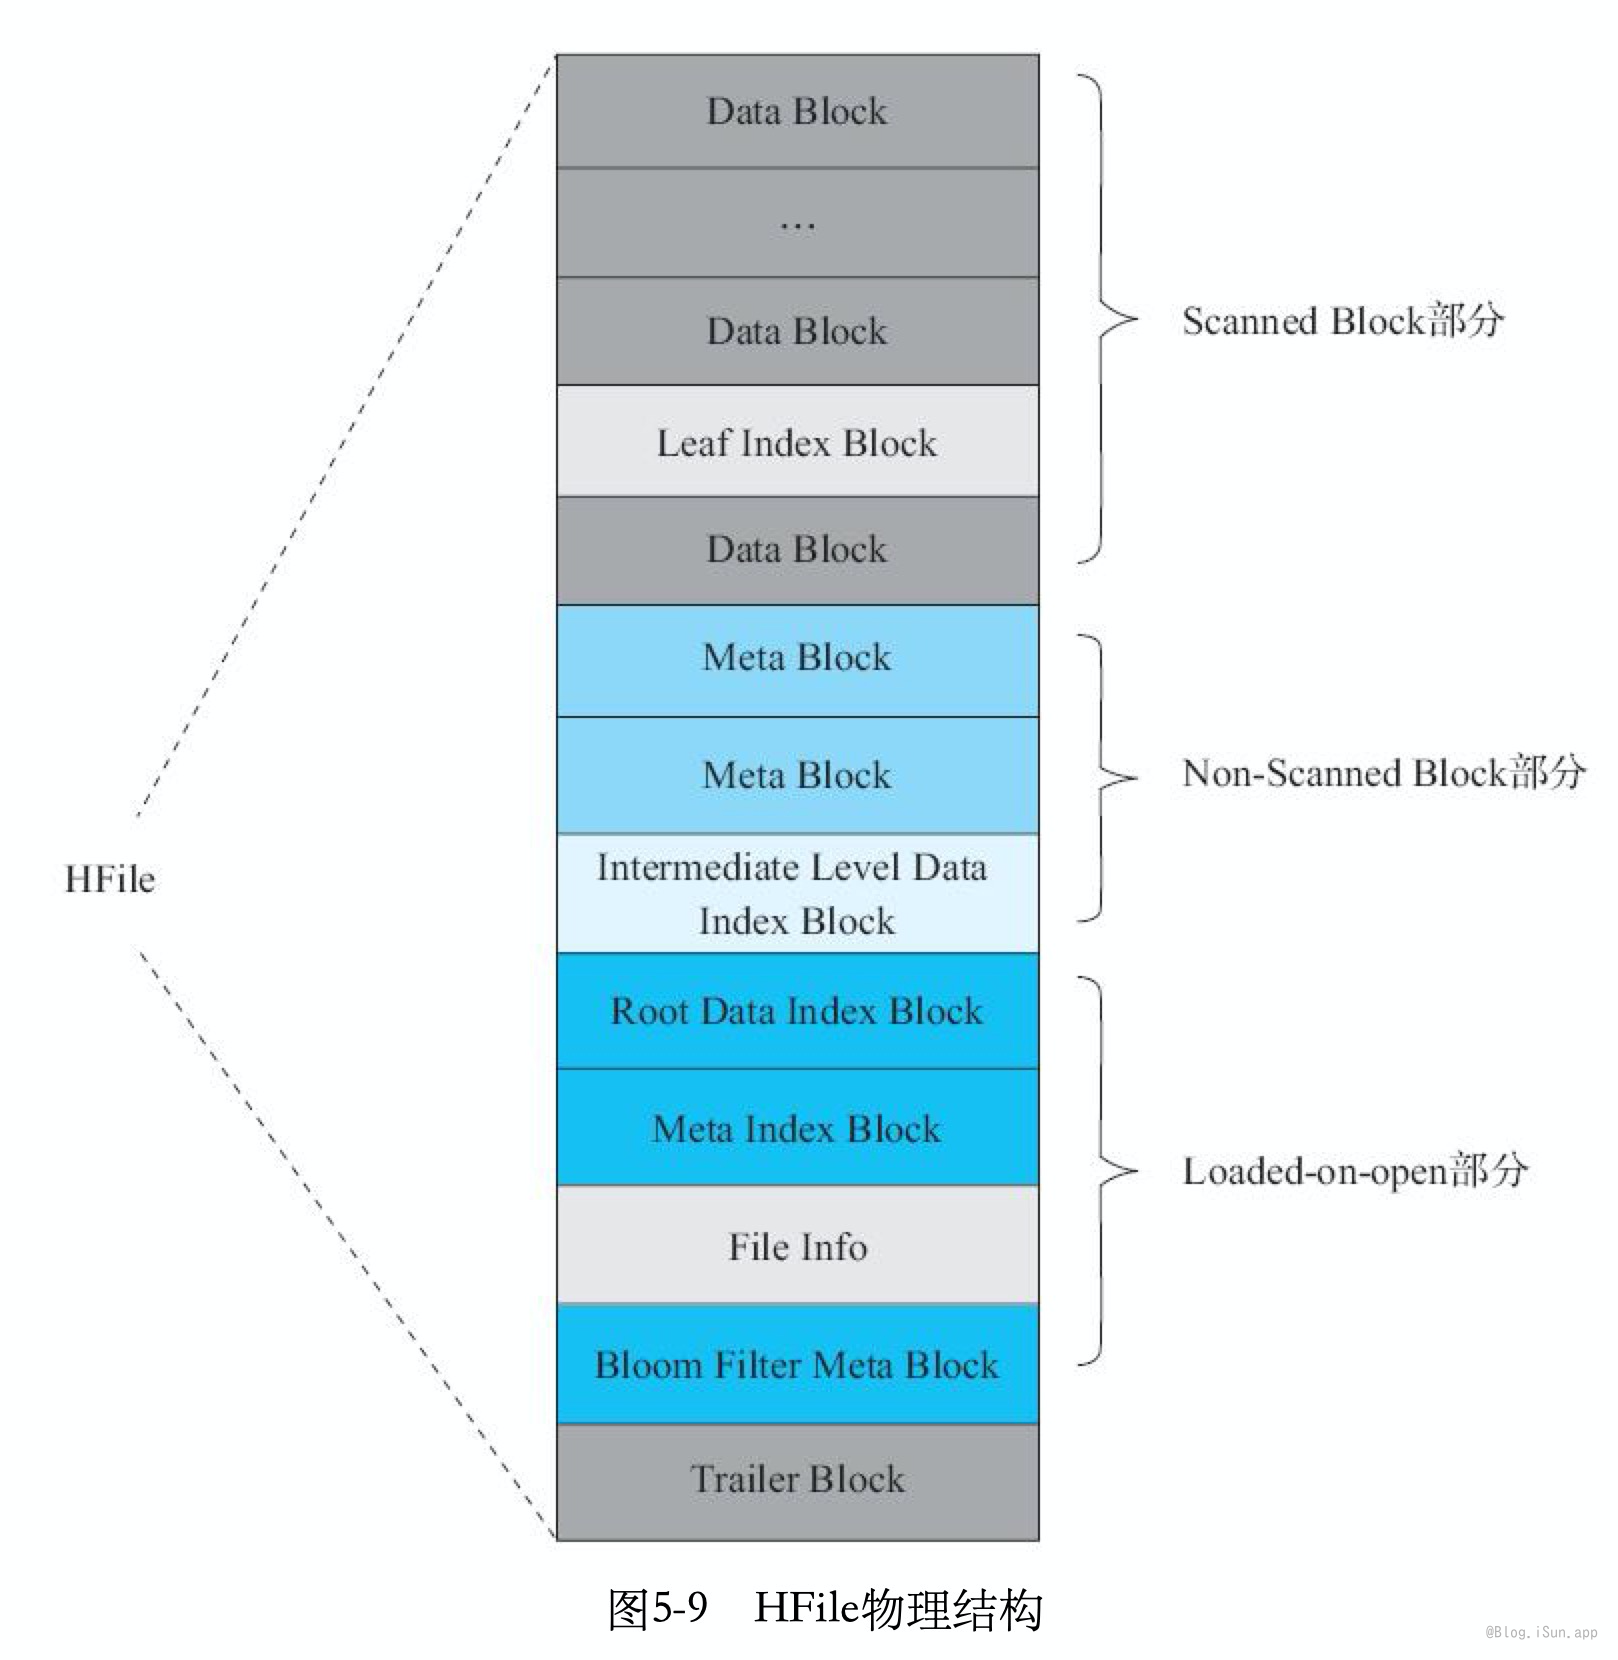 Data Block
…
Data Block
Scanned Block部分
Leaf Index Block
Data Block
Meta Block
Meta Block
Non-Scanned Block部分
HFile
Intermediate Level Data
Index Block
Root Data Index Block
Meta Index Block
Loaded-on-open部分
File Info
Bloom Filter Meta Block
Trailer Block
图5-9 HFile物理结构
@Blog.iSun.app